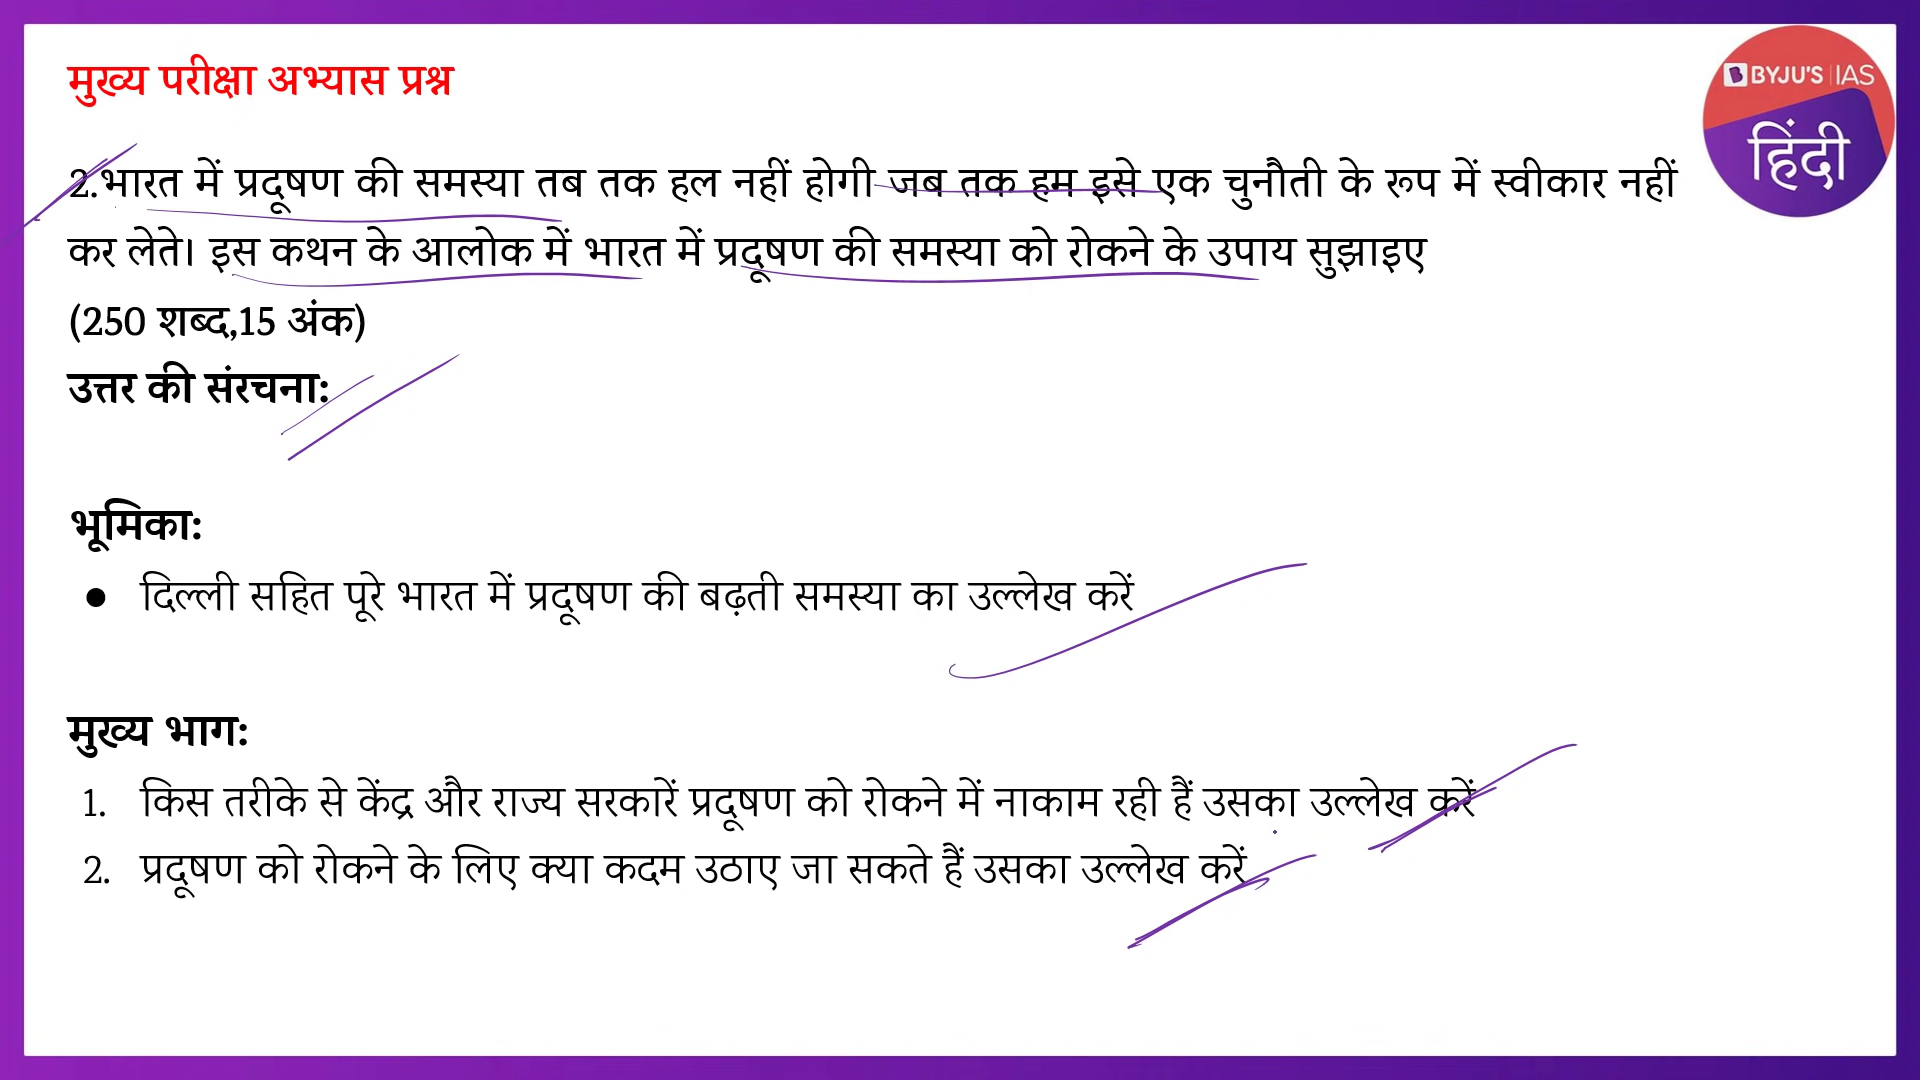 मुख्य परीक्षा अभ्यास प्रश्न
BYJU'S | IAS
हिंदी
2.भारत में प्रदूषण की समस्या तब तक हल नहीं होगी जब तक हम इसे एक चुनौती के रूप में स्वीकार नहीं
कर लेते। इस कथन के आलोक में भारत में प्रदूषण की समस्या को रोकने के उपाय सुझाइए
(250 शब्द,15 अंक)
उत्तर की संरचना:
भूमिका:
● दिल्ली सहित पूरे भारत में प्रदूषण की बढ़ती समस्या का उल्लेख करें
मुख्य भाग:
1. किस तरीके से केंद्र और राज्य सरकारें प्रदूषण को रोकने में नाकाम रही हैं उसका उल्लेख करें
2. प्रदूषण को रोकने के लिए क्या कदम उठाए जा सकते हैं उसका उल्लेख करें